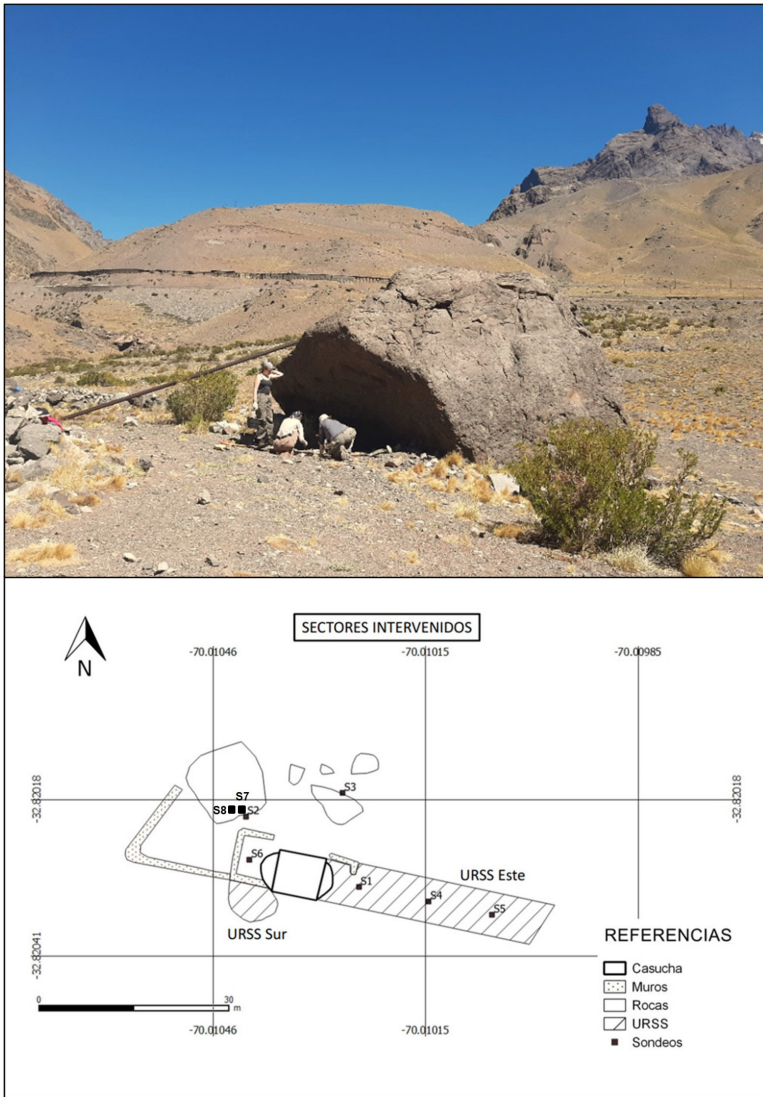 SECTORES INTERVENIDOS
N
-70.01046
-70.01015
-70.00985
-32.82018
-32.82018
S3
S7
S8
S2
S6
S1
URSS Este
S4
S5
URSS Sur
-32.82041
REFERENCIAS
Casucha
Muros
Rocas
URSS
Sondeos
0 30
m
-70.01046
-70.01015